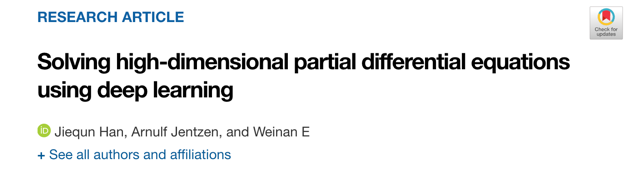 RESEARCH ARTICLE
Check for
updates
Solving high-dimensional partial differential equations
using deep learning
iD Jiequn Han, Arnulf Jentzen, and Weinan E
+ See all authors and affiliations